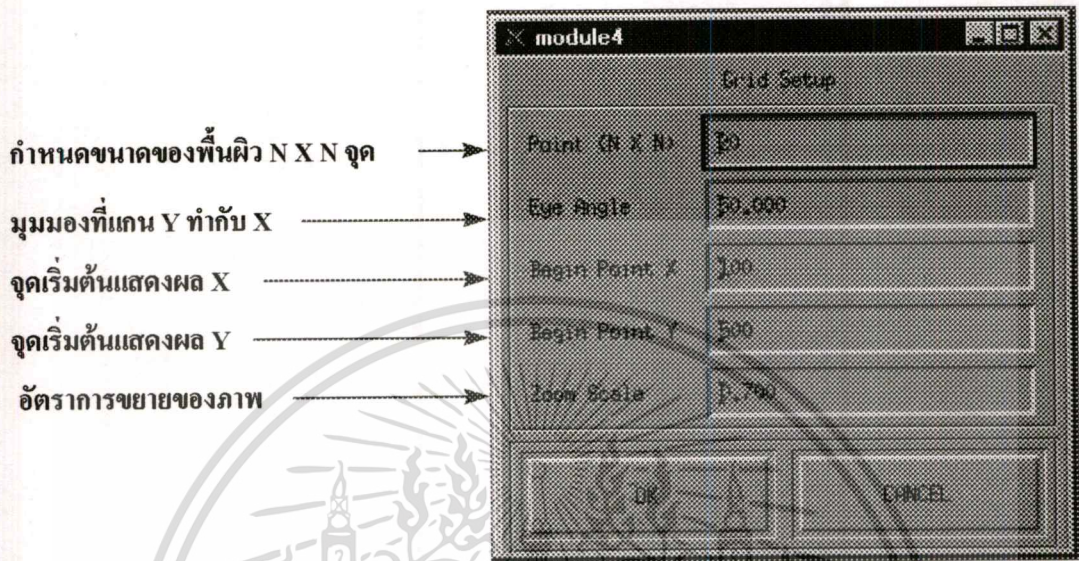 module4
Grid Setup
กำหนดขนาดของพื้นผิว N X N จุด
Point (N X N)
มุมมองที่แกน Y ทำกับ X
Eye Angle
จุดเริ่มต้นแสดงผล X
Begin Point X
จุดเริ่มต้นแสดงผล Y
Begin Point Y
อัตราการขยายของภาพ
Zoom Scale
OK
CANCEL